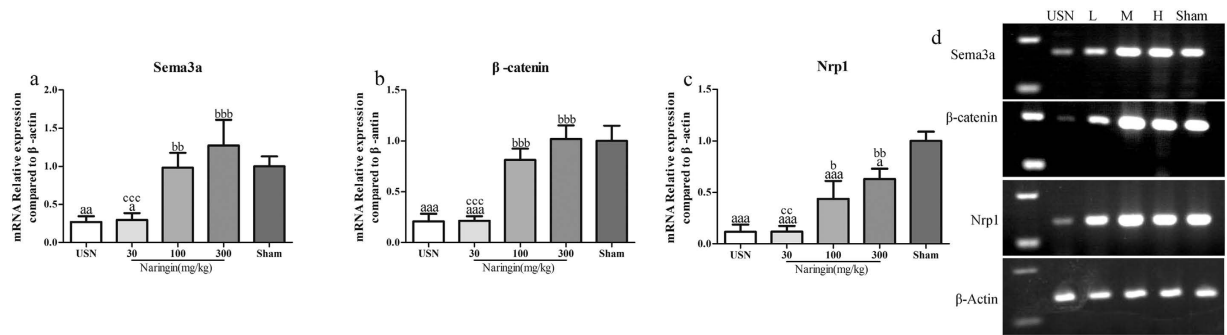 a
Sema3a
mRNA Relative expression
compared to β -actin
2.0
1.5
1.0
0.5
0.0
aa
ccc
a
bb
bbb
USN
30
100
300
Sham
Naringin(mg/kg)
b
β -catenin
mRNA Relative expression
compared to β -antin
1.5
1.0
0.5
0.0
aaa
ccc
aaa
bbb
bbb
USN
30
100
300
Sham
Naringin(mg/kg)
c
Nrp1
mRNA Relative expression
compared to β -actin
1.5
1.0
0.5
0.0
aaa
cc
aaa
b
aaa
bb
a
USN
30
100
300
Sham
Naringin(mg/kg)
d
USN L M H Sham
Sema3a
β-catenin
Nrp1
β-Actin